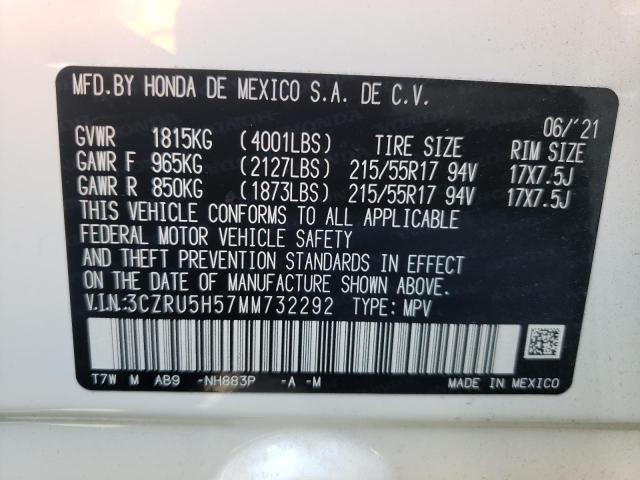 MFD.BY HONDA DE MEXICO S.A. DE C.V.
06/'21
GVWR 1815KG (4001LBS) TIRE SIZE RIM SIZE
GAWR F 965KG (2127LBS) 215/55R17 94V 17X7.5J
GAWR R 850KG (1873LBS) 215/55R17 94V 17X7.5J
THIS VEHICLE CONFORMS TO ALL APPLICABLE
FEDERAL MOTOR VEHICLE SAFETY
AND THEFT PREVENTION STANDARDS IN EFFECT
ON THE DATE OF MANUFACTURE SHOWN ABOVE.
V.I.N.:3CZRU5H57MM732292 TYPE: MPV
T7W M AB9 -NH883P -A -M MADE IN MEXICO